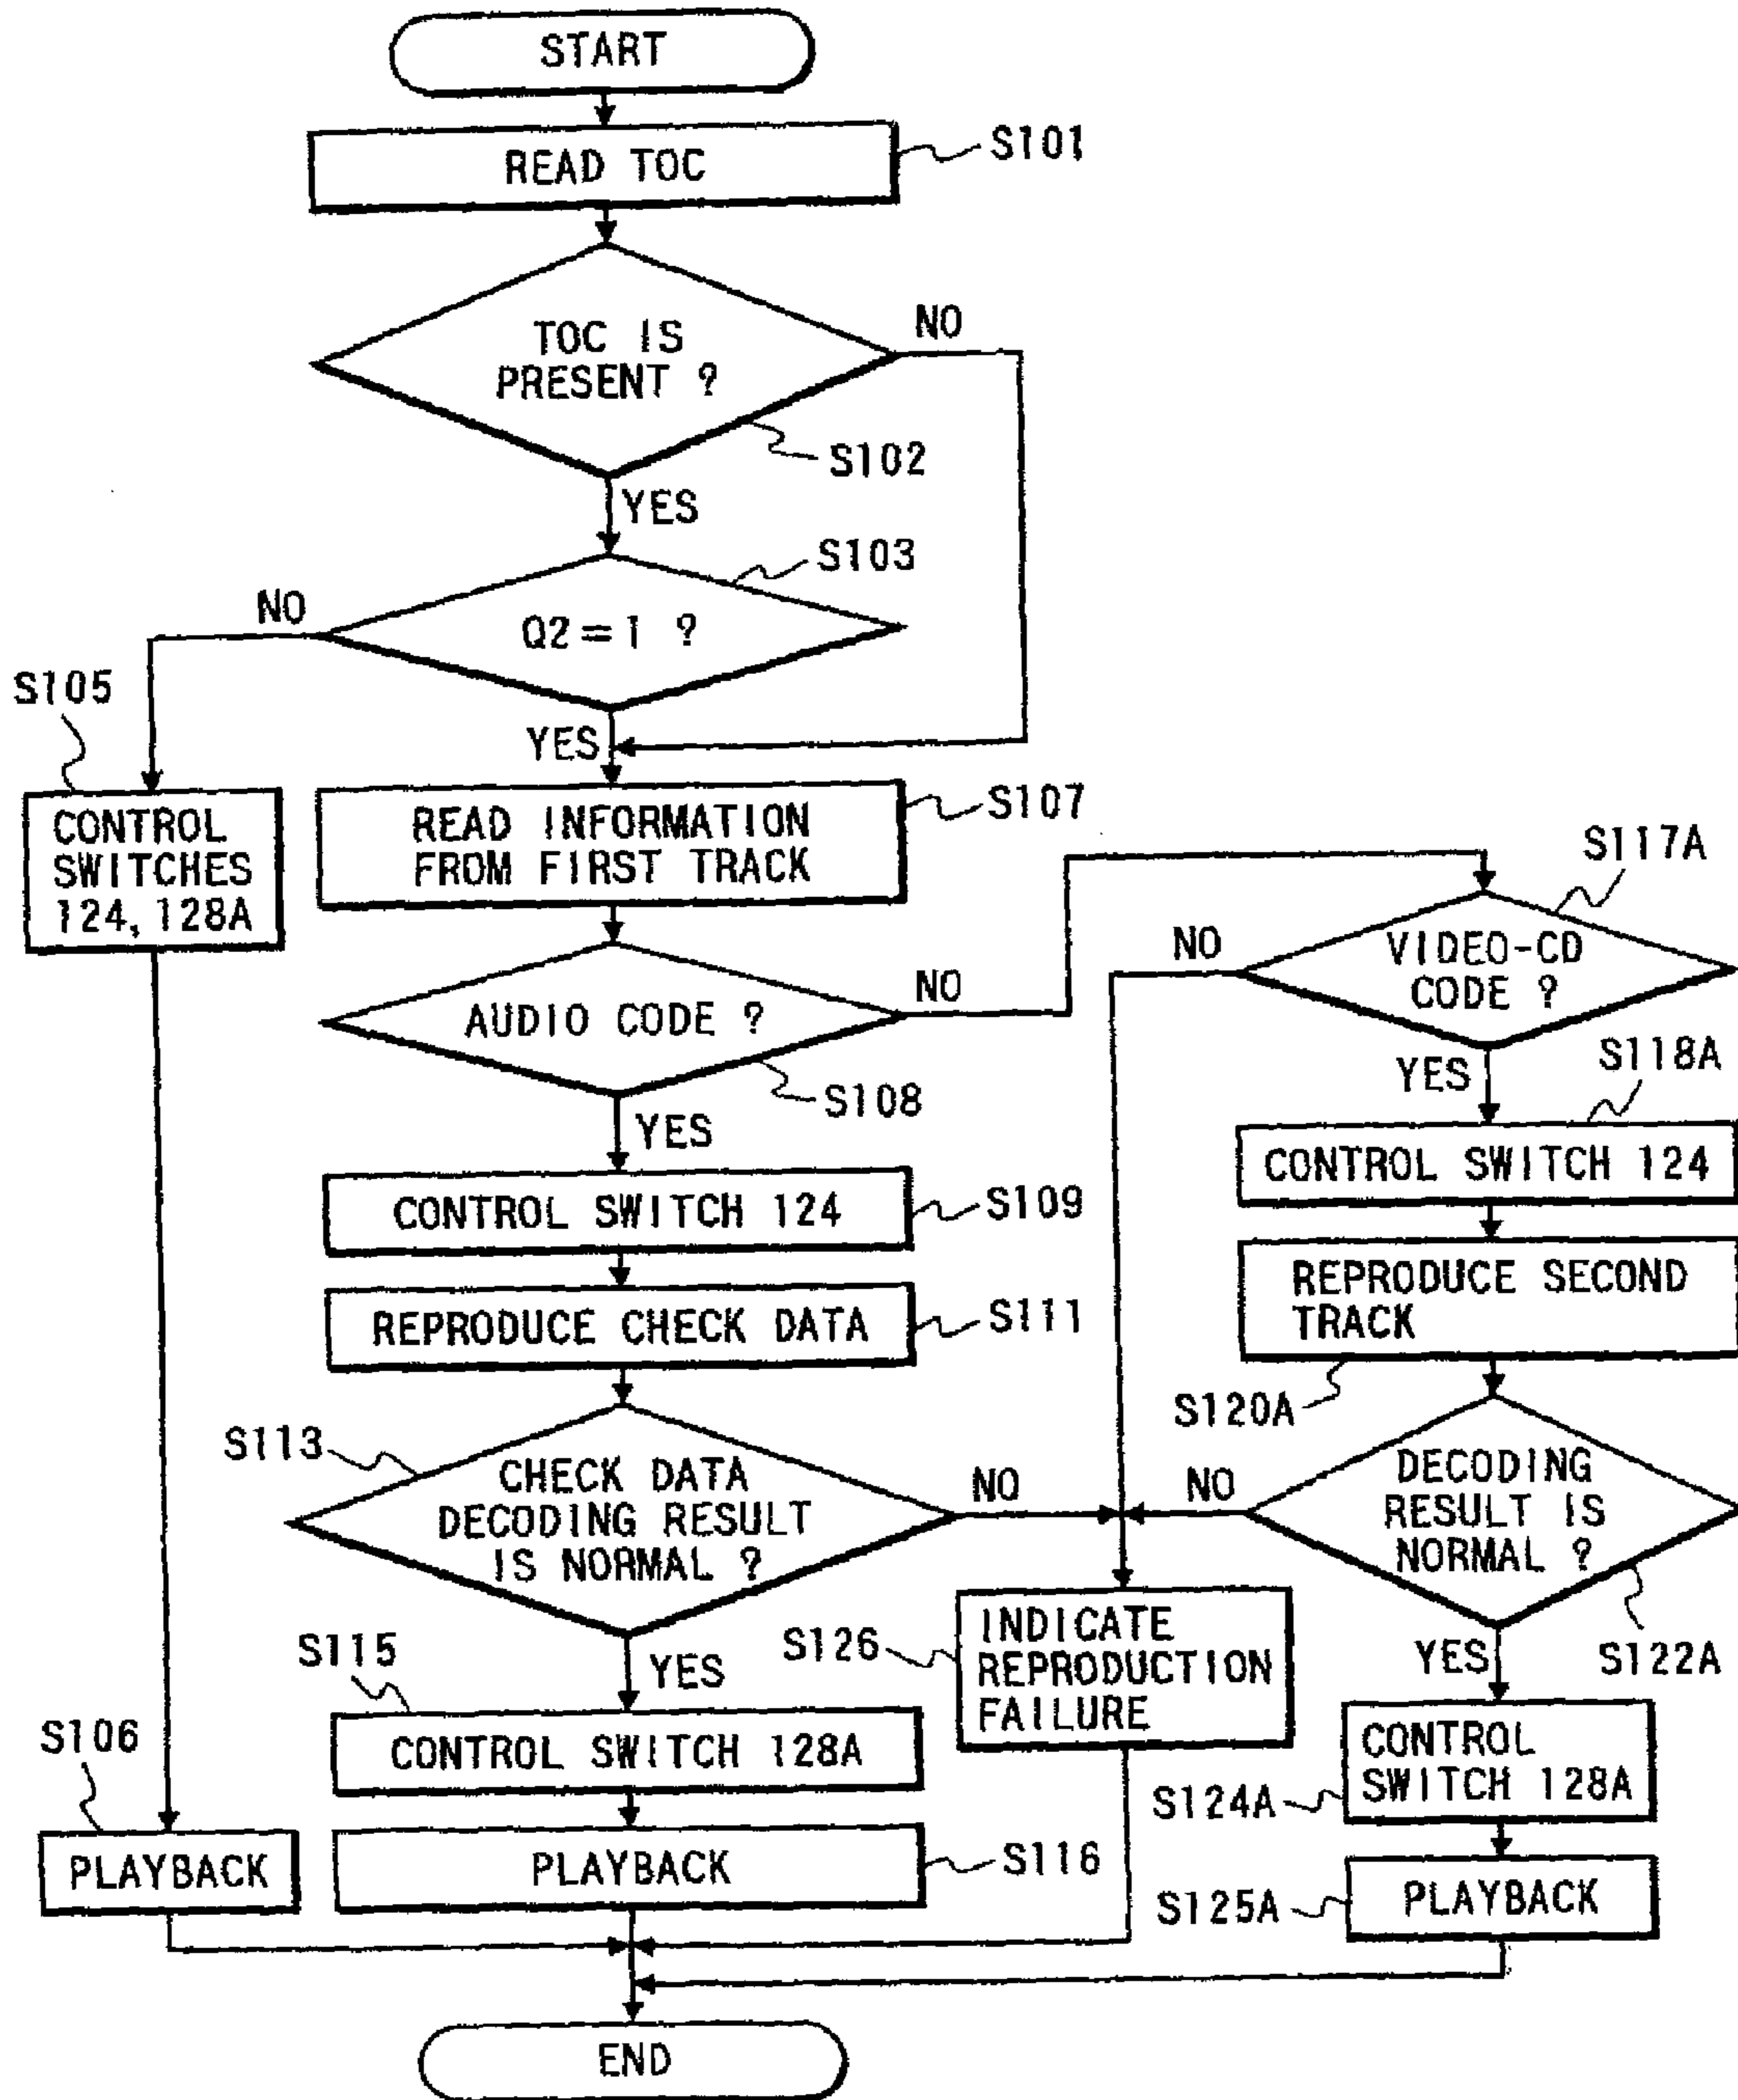 START
READ TOC
S101
TOC IS
PRESENT ?
NO
S102
YES
S103
NO
Q2=1 ?
S105
YES
CONTROL
SWITCHES
124, 128A
READ INFORMATION
FROM FIRST TRACK
S107
S117A
AUDIO CODE ?
NO
S108
YES
NO
VIDEO-CD
CODE ?
YES
S118A
CONTROL SWITCH 124
S109
CONTROL SWITCH 124
REPRODUCE CHECK DATA
S111
REPRODUCE SECOND
TRACK
S120A
S113
CHECK DATA
DECODING RESULT
IS NORMAL ?
NO
NO
DECODING
RESULT IS
NORMAL ?
S122A
YES
YES
S115
CONTROL SWITCH 128A
S126
INDICATE
REPRODUCTION
FAILURE
CONTROL
SWITCH 128A
S124A
S106
PLAYBACK
PLAYBACK
S116
S125A
PLAYBACK
END